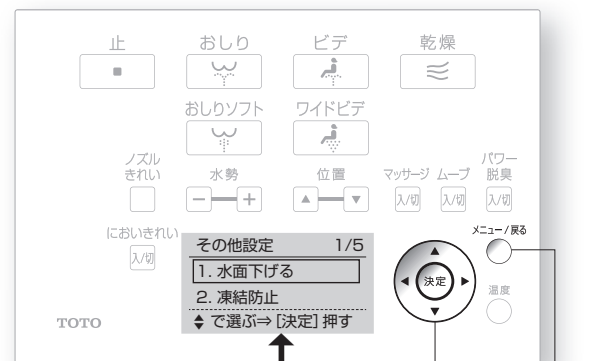 止 おしり ビデ 乾燥
おしりソフト ワイドビデ
ノズル
きれい
水勢 位置 マッサージ ムーブ
パワー
脱臭
入/切 入/切 入/切
においきれい
入/切
メニュー/戻る
決定
温度
その他設定 1/5
1. 水面下げる
2. 凍結防止
で選ぶ⇒[決定]押す
TOTO